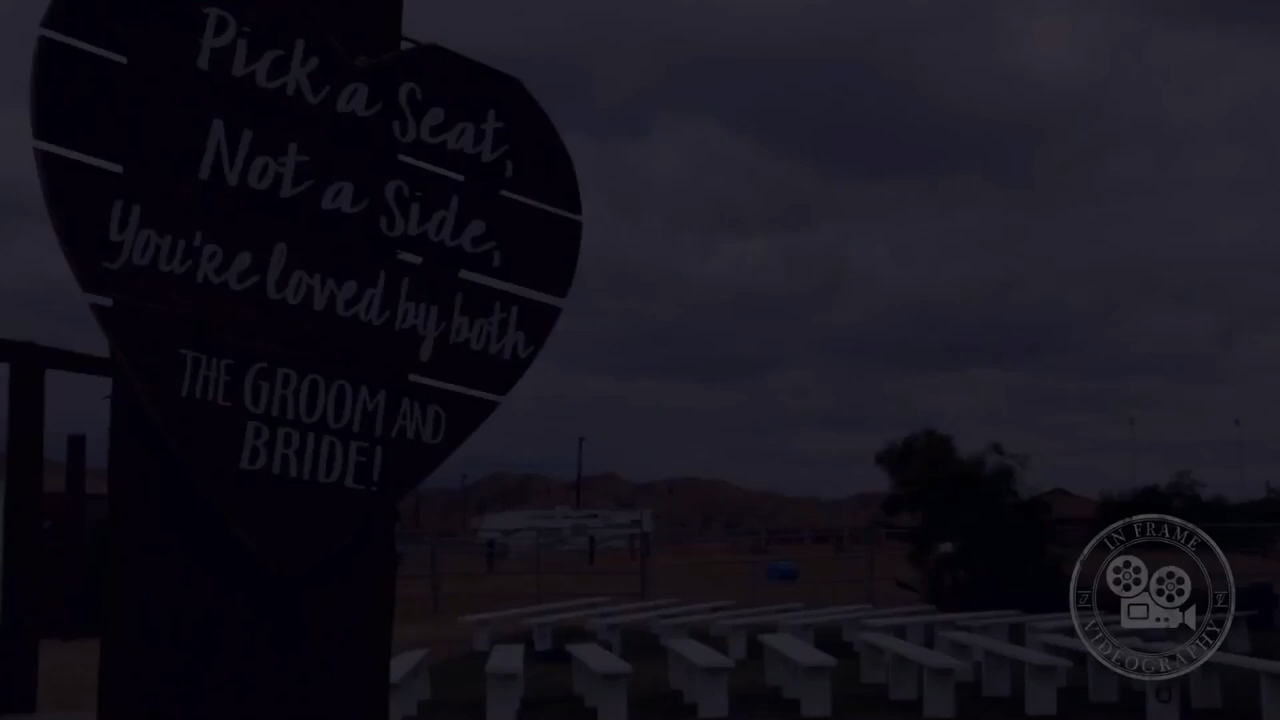 Pick a Seat,
Not a Side,
You're loved by both
THE GROOM AND
BRIDE!
IN FRAME
VIDEOGRAPHY